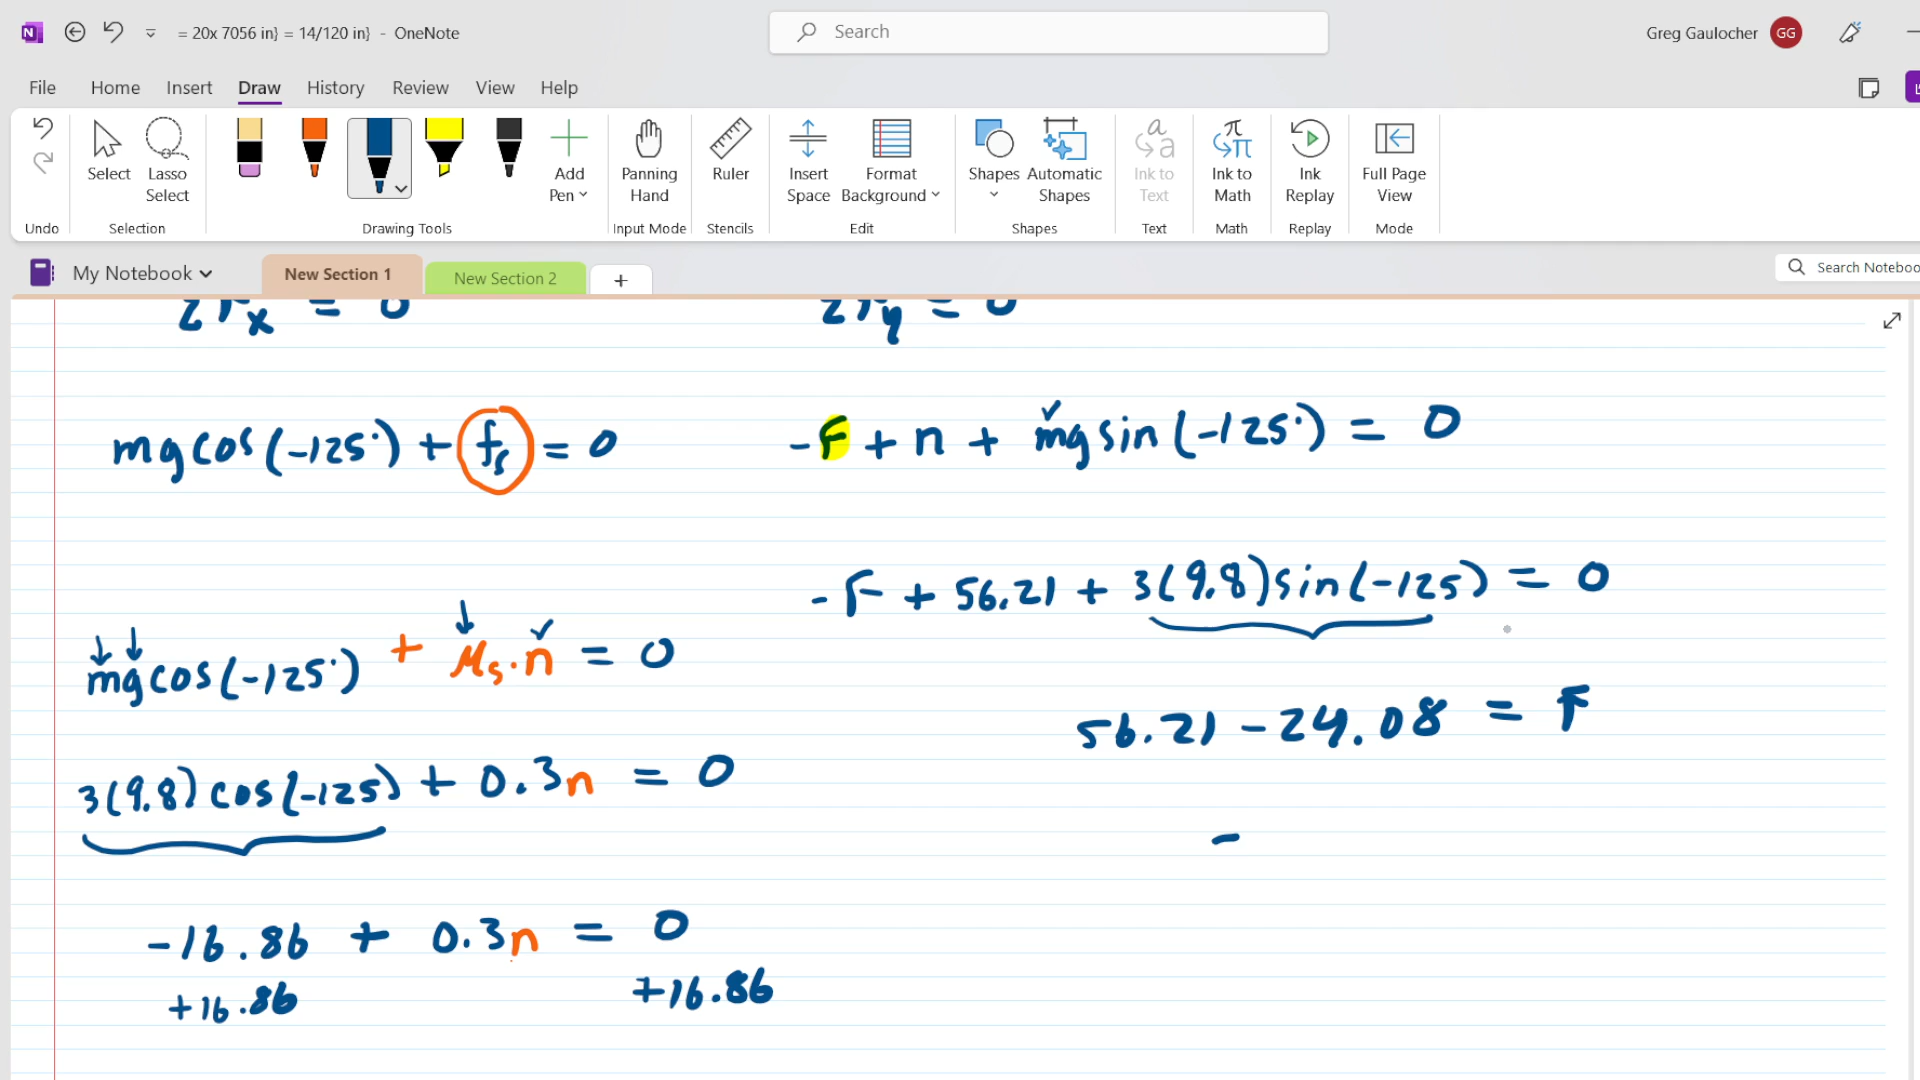 = 20x 7056 in} = 14/120 in} - OneNote
Search
Greg Gaulocher GG
File Home Insert Draw History Review View Help
Select
Lasso Select
Add Pen
Panning Hand
Ruler
Insert Space
Format Background
Shapes
Automatic Shapes
Ink to Text
Ink to Math
Ink Replay
Full Page View
Undo Selection Drawing Tools Input Mode Stencils Edit Shapes Text Math Replay Mode
My Notebook New Section 1 New Section 2 + Search Noteboo
ΣFx = 0
ΣFy = 0
mg cos(-125°) + fs = 0
-F + n + mg sin(-125°) = 0
-F + 56.21 + 3(9.8)sin(-125) = 0
mg cos(-125°) + μs·n = 0
56.21 - 24.08 = F
3(9.8) cos(-125) + 0.3n = 0
-
-16.86 + 0.3n = 0
+16.86 +16.86